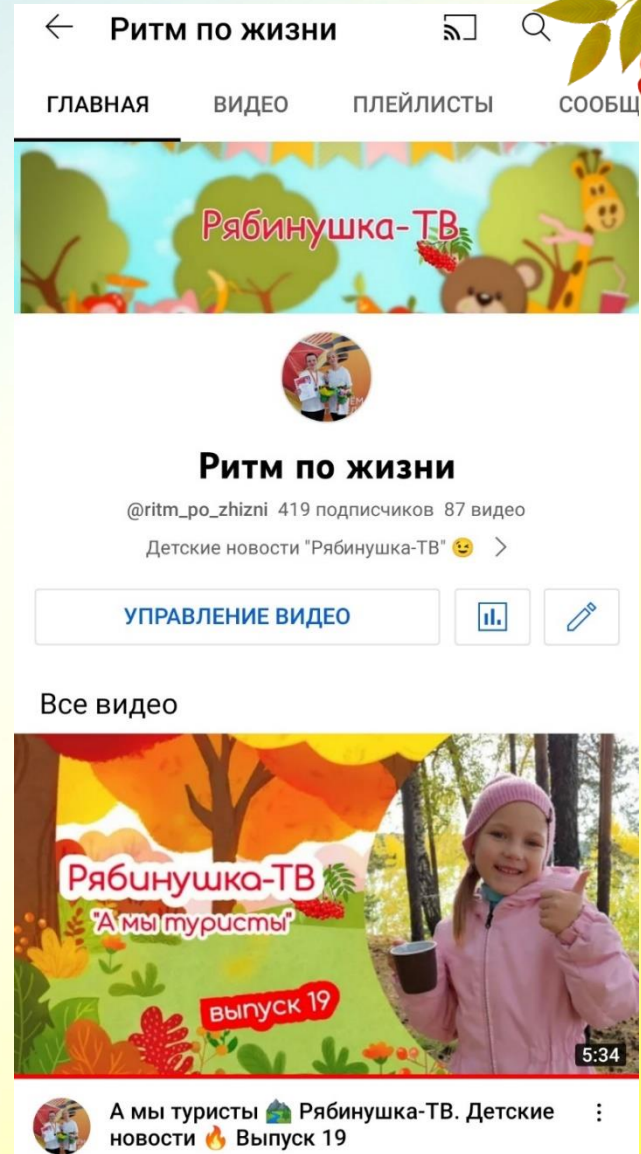 Ритм по жизни
ГЛАВНАЯ ВИДЕО ПЛЕЙЛИСТЫ СООБЩ
Рябинушка-ТВ
Ритм по жизни
@ritm_po_zhizni 419 подписчиков 87 видео
Детские новости "Рябинушка-ТВ" 😉 >
УПРАВЛЕНИЕ ВИДЕО
Все видео
Рябинушка-ТВ
"А мы туристы"
выпуск 19
5:34
А мы туристы 🏞️ Рябинушка-ТВ. Детские
новости 🔥 Выпуск 19